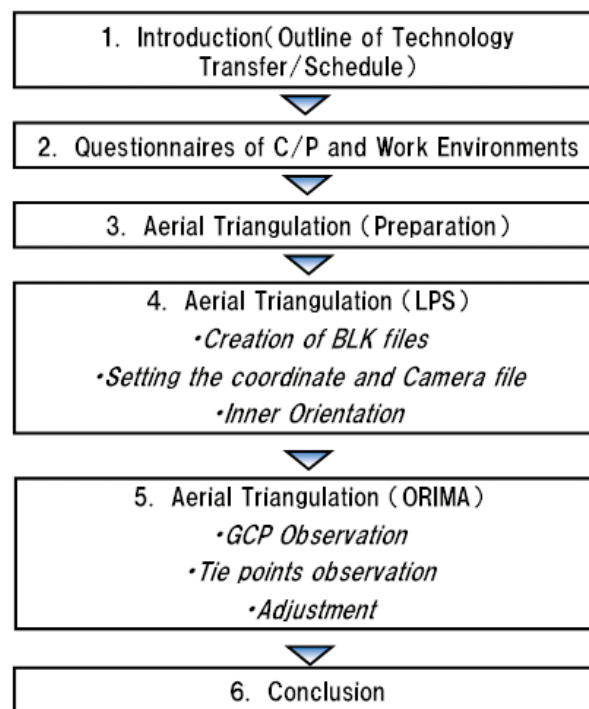 1. Introduction(Outline of Technology
Transfer/Schedule)
2. Questionnaires of C/P and Work Environments
3. Aerial Triangulation (Preparation)
4. Aerial Triangulation (LPS)
・Creation of BLK files
・Setting the coordinate and Camera file
・Inner Orientation
5. Aerial Triangulation (ORIMA)
・GCP Observation
・Tie points observation
・Adjustment
6. Conclusion